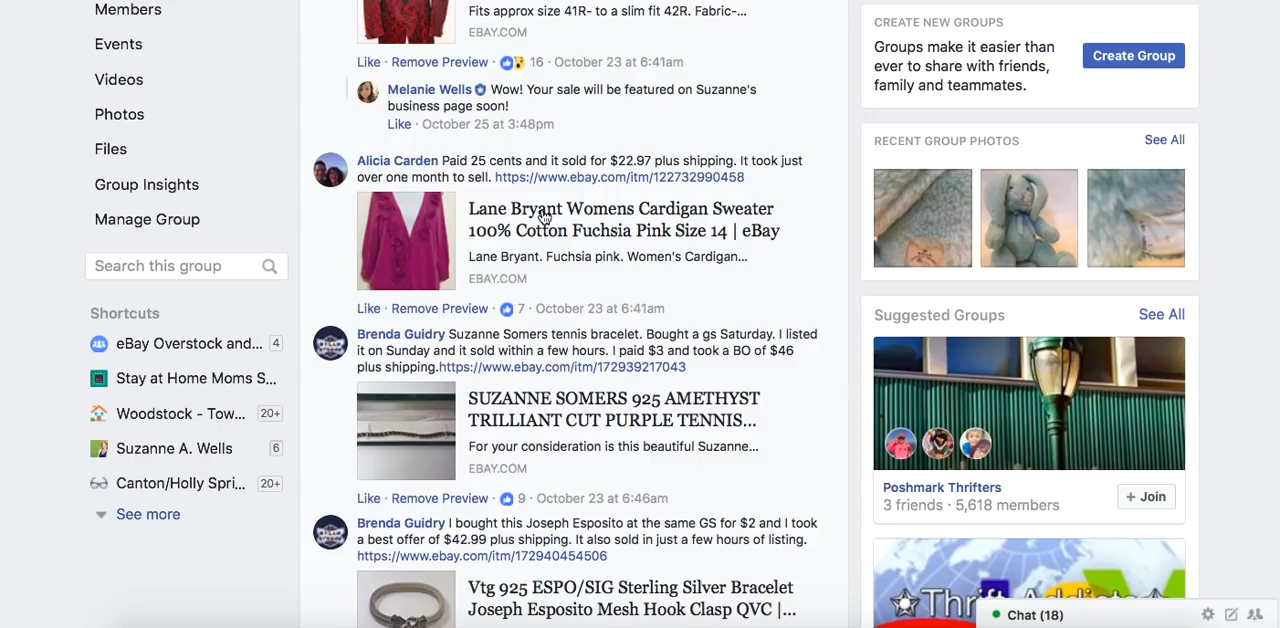 Members
Events
Videos
Photos
Files
Group Insights
Manage Group
Search this group
Shortcuts
eBay Overstock and... 4
Stay at Home Moms S...
Woodstock - Tow... 20+
Suzanne A. Wells 6
Canton/Holly Spri... 20+
See more
Fits approx size 41R- to a slim fit 42R. Fabric-...
EBAY.COM
Like · Remove Preview · 16 · October 23 at 6:41am
Melanie Wells Wow! Your sale will be featured on Suzanne's
business page soon!
Like · October 25 at 3:48pm
Alicia Carden Paid 25 cents and it sold for $22.97 plus shipping. It took just
over one month to sell. https://www.ebay.com/itm/122732990458
Lane Bryant Womens Cardigan Sweater
100% Cotton Fuchsia Pink Size 14 | eBay
Lane Bryant. Fuchsia pink. Women's Cardigan...
EBAY.COM
Like · Remove Preview · 7 · October 23 at 6:41am
Brenda Guidry Suzanne Somers tennis bracelet. Bought a gs Saturday. I listed
it on Sunday and it sold within a few hours. I paid $3 and took a BO of $46
plus shipping.https://www.ebay.com/itm/172939217043
SUZANNE SOMERS 925 AMETHYST
TRILLIANT CUT PURPLE TENNIS...
For your consideration is this beautiful Suzanne...
EBAY.COM
Like · Remove Preview · 9 · October 23 at 6:46am
Brenda Guidry I bought this Joseph Esposito at the same GS for $2 and I took
a best offer of $42.99 plus shipping. It also sold in just a few hours of listing.
https://www.ebay.com/itm/172940454506
Vtg 925 ESPO/SIG Sterling Silver Bracelet
Joseph Esposito Mesh Hook Clasp QVC |...
CREATE NEW GROUPS
Groups make it easier than
ever to share with friends,
family and teammates.
Create Group
RECENT GROUP PHOTOS See All
Suggested Groups See All
Poshmark Thrifters
3 friends · 5,618 members
+ Join
Chat (18)